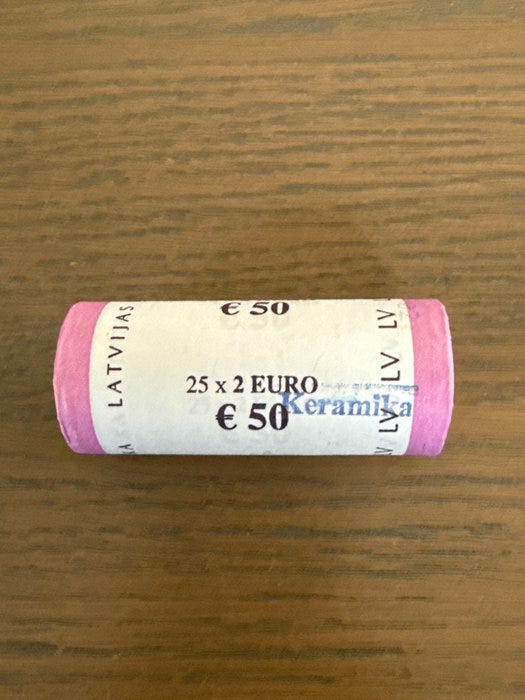 € 50
LATVIJAS
25 x 2 EURO
€ 50
Keramika
LV LV LV